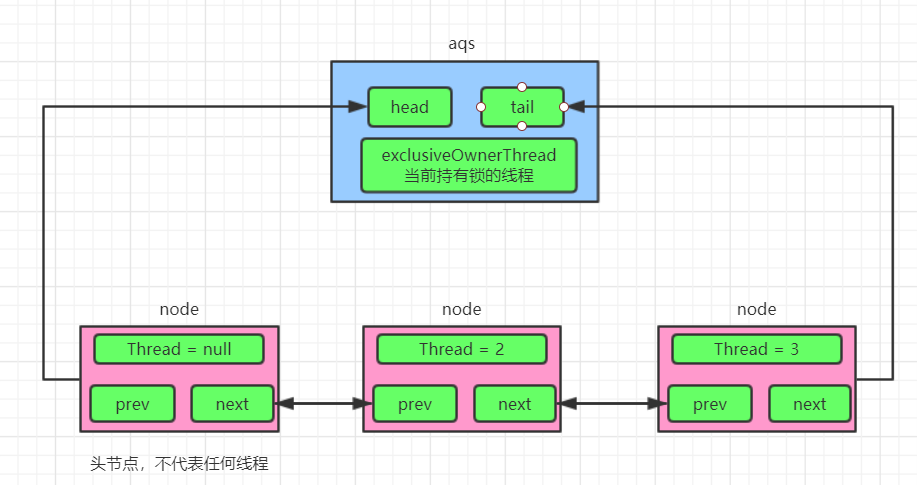 aqs
head
tail
exclusiveOwnerThread
当前持有锁的线程
node
node
node
Thread = null
Thread = 2
Thread = 3
prev
next
prev
next
prev
next
头节点，不代表任何线程